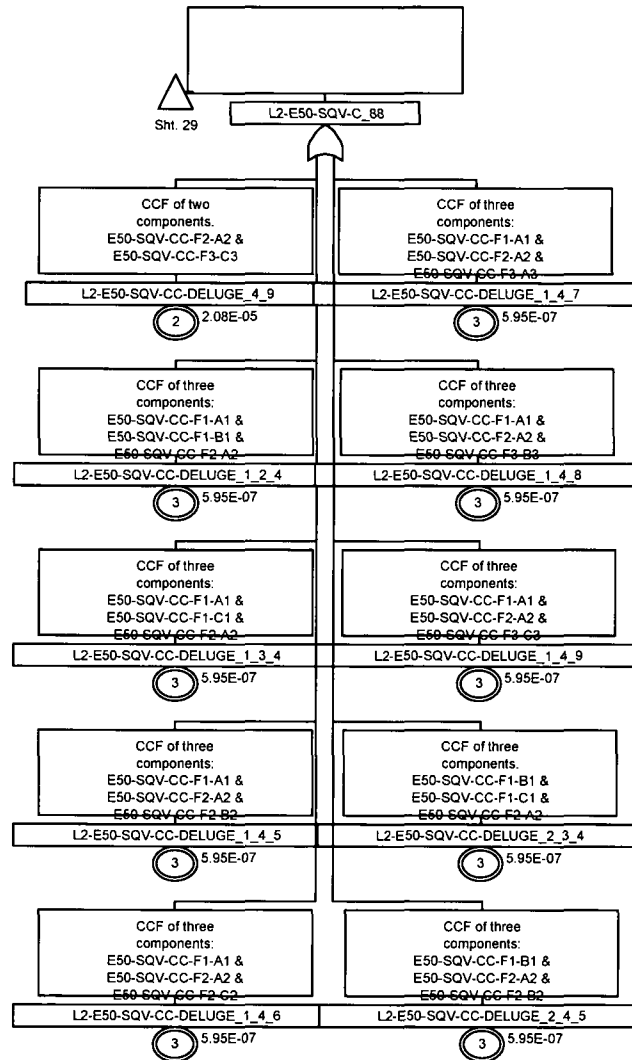 Sht. 29
L2-E50-SQV-C_88
CCF of two
components.
E50-SQV-CC-F2-A2 &
E50-SQV-CC-F3-C3
L2-E50-SQV-CC-DELUGE_4_9
2
2.08E-05
CCF of three
components:
E50-SQV-CC-F1-A1 &
E50-SQV-CC-F2-A2 &
E50-SQV-CC-F3-A3
L2-E50-SQV-CC-DELUGE_1_4_7
3
5.95E-07
CCF of three
components:
E50-SQV-CC-F1-A1 &
E50-SQV-CC-F1-B1 &
E50-SQV-CC-F2-A2
L2-E50-SQV-CC-DELUGE_1_2_4
3
5.95E-07
CCF of three
components:
E50-SQV-CC-F1-A1 &
E50-SQV-CC-F2-A2 &
E50-SQV-CC-F3-B3
L2-E50-SQV-CC-DELUGE_1_4_8
3
5.95E-07
CCF of three
components:
E50-SQV-CC-F1-A1 &
E50-SQV-CC-F1-C1 &
E50-SQV-CC-F2-A2
L2-E50-SQV-CC-DELUGE_1_3_4
3
5.95E-07
CCF of three
components:
E50-SQV-CC-F1-A1 &
E50-SQV-CC-F2-A2 &
E50-SQV-CC-F3-C3
L2-E50-SQV-CC-DELUGE_1_4_9
3
5.95E-07
CCF of three
components:
E50-SQV-CC-F1-A1 &
E50-SQV-CC-F2-A2 &
E50-SQV-CC-F2-B2
L2-E50-SQV-CC-DELUGE_1_4_5
3
5.95E-07
CCF of three
components.
E50-SQV-CC-F1-B1 &
E50-SQV-CC-F1-C1 &
E50-SQV-CC-F2-A2
L2-E50-SQV-CC-DELUGE_2_3_4
3
5.95E-07
CCF of three
components:
E50-SQV-CC-F1-A1 &
E50-SQV-CC-F2-A2 &
E50-SQV-CC-F2-C2
L2-E50-SQV-CC-DELUGE_1_4_6
3
5.95E-07
CCF of three
components:
E50-SQV-CC-F1-B1 &
E50-SQV-CC-F2-A2 &
E50-SQV-CC-F2-B2
L2-E50-SQV-CC-DELUGE_2_4_5
3
5.95E-07